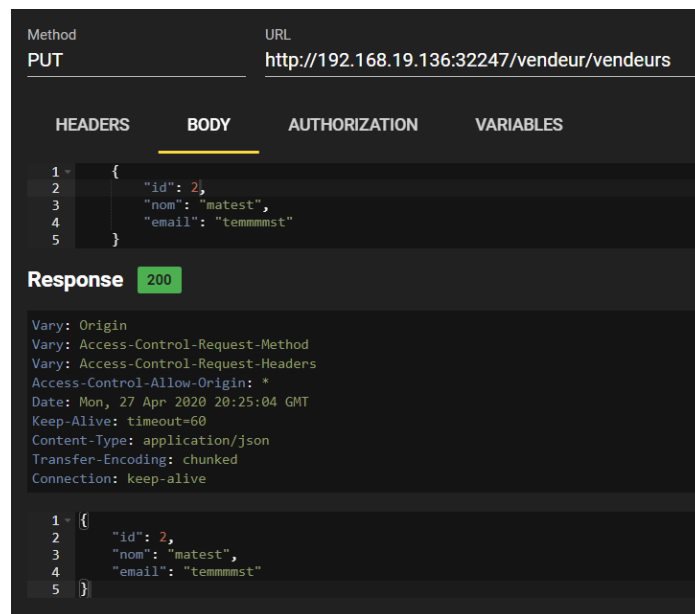 Method URL
PUT http://192.168.19.136:32247/vendeur/vendeurs
HEADERS BODY AUTHORIZATION VARIABLES
1 {
2 "id": 2,
3 "nom": "matest",
4 "email": "temmmmst"
5 }
Response 200
Vary: Origin
Vary: Access-Control-Request-Method
Vary: Access-Control-Request-Headers
Access-Control-Allow-Origin: *
Date: Mon, 27 Apr 2020 20:25:04 GMT
Keep-Alive: timeout=60
Content-Type: application/json
Transfer-Encoding: chunked
Connection: keep-alive
1 {
2 "id": 2,
3 "nom": "matest",
4 "email": "temmmmst"
5 }